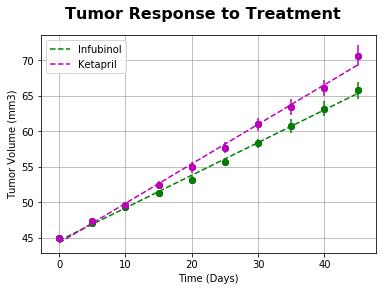 Tumor Response to Treatment
Infubinol
Ketapril
Tumor Volume (mm3)
70
65
60
55
50
45
0
10
20
30
40
Time (Days)